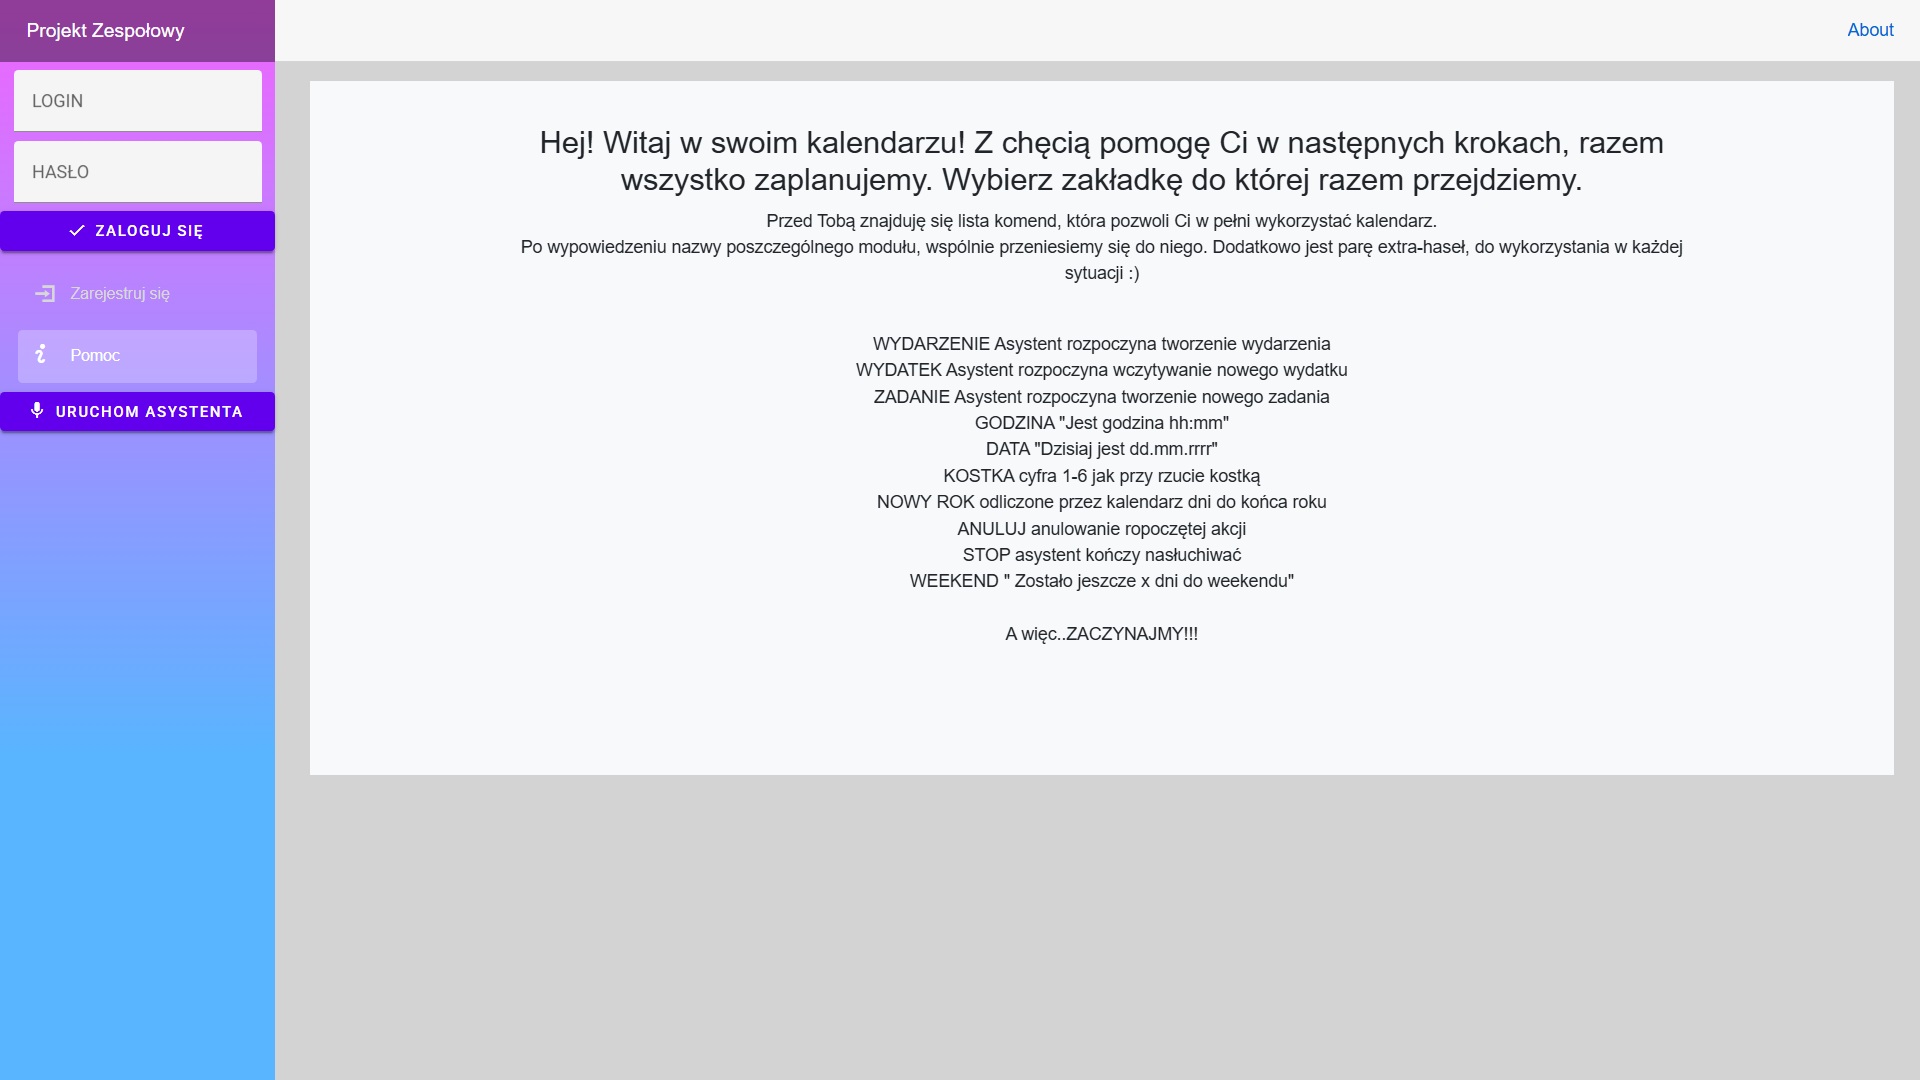 Projekt Zespołowy
About
LOGIN
HASŁO
ZALOGUJ SIĘ
Zarejestruj się
Pomoc
URUCHOM ASYSTENTA
Hej! Witaj w swoim kalendarzu! Z chęcią pomogę Ci w następnych krokach, razem
wszystko zaplanujemy. Wybierz zakładkę do której razem przejdziemy.
Przed Tobą znajduję się lista komend, która pozwoli Ci w pełni wykorzystać kalendarz.
Po wypowiedzeniu nazwy poszczególnego modułu, wspólnie przeniesiemy się do niego. Dodatkowo jest parę extra-haseł, do wykorzystania w każdej
sytuacji :)
WYDARZENIE Asystent rozpoczyna tworzenie wydarzenia
WYDATEK Asystent rozpoczyna wczytywanie nowego wydatku
ZADANIE Asystent rozpoczyna tworzenie nowego zadania
GODZINA "Jest godzina hh:mm"
DATA "Dzisiaj jest dd.mm.rrrr"
KOSTKA cyfra 1-6 jak przy rzucie kostką
NOWY ROK odliczone przez kalendarz dni do końca roku
ANULUJ anulowanie ropoczętej akcji
STOP asystent kończy nasłuchiwać
WEEKEND " Zostało jeszcze x dni do weekendu"
A więc..ZACZYNAJMY!!!